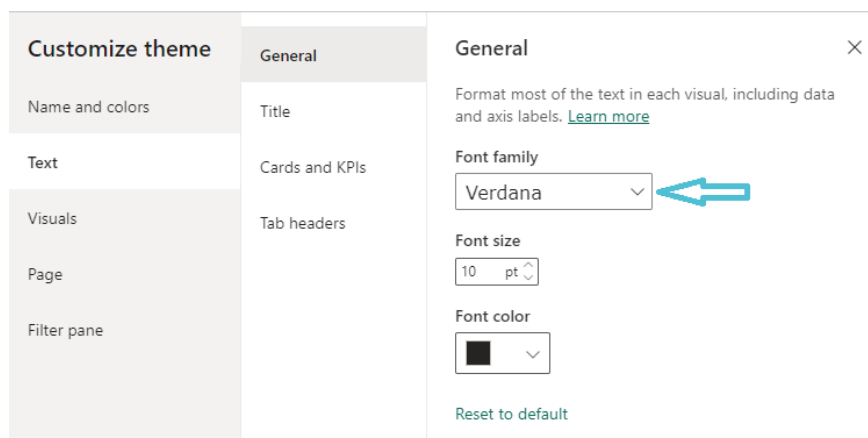 Customize theme
Name and colors
Text
Visuals
Page
Filter pane
General
Title
Cards and KPIs
Tab headers
General
Format most of the text in each visual, including data
and axis labels. Learn more
Font family
Verdana
Font size
10 pt
Font color
Reset to default